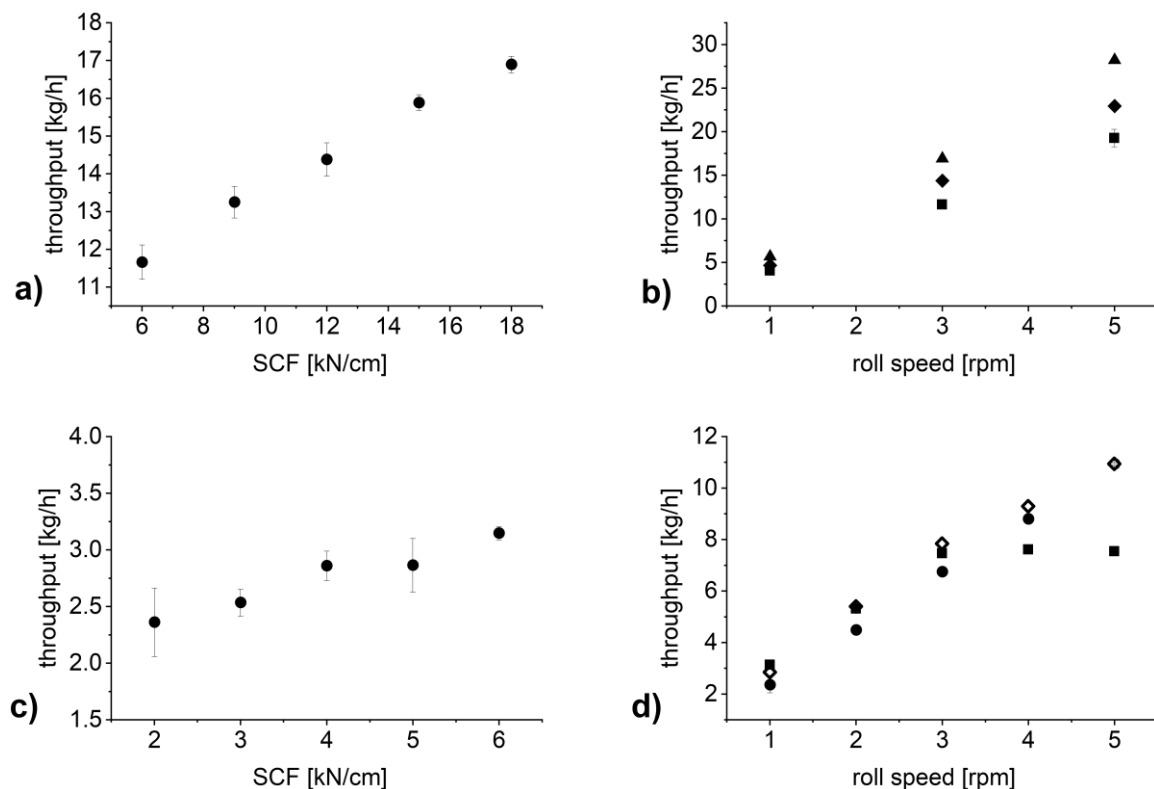 18
17
16
15
14
13
12
11
throughput [kg/h]
6 8 10 12 14 16 18
SCF [kN/cm]
a)
30
25
20
15
10
5
0
throughput [kg/h]
1 2 3 4 5
roll speed [rpm]
b)
4.0
3.5
3.0
2.5
2.0
1.5
throughput [kg/h]
2 3 4 5 6
SCF [kN/cm]
c)
12
10
8
6
4
2
throughput [kg/h]
1 2 3 4 5
roll speed [rpm]
d)